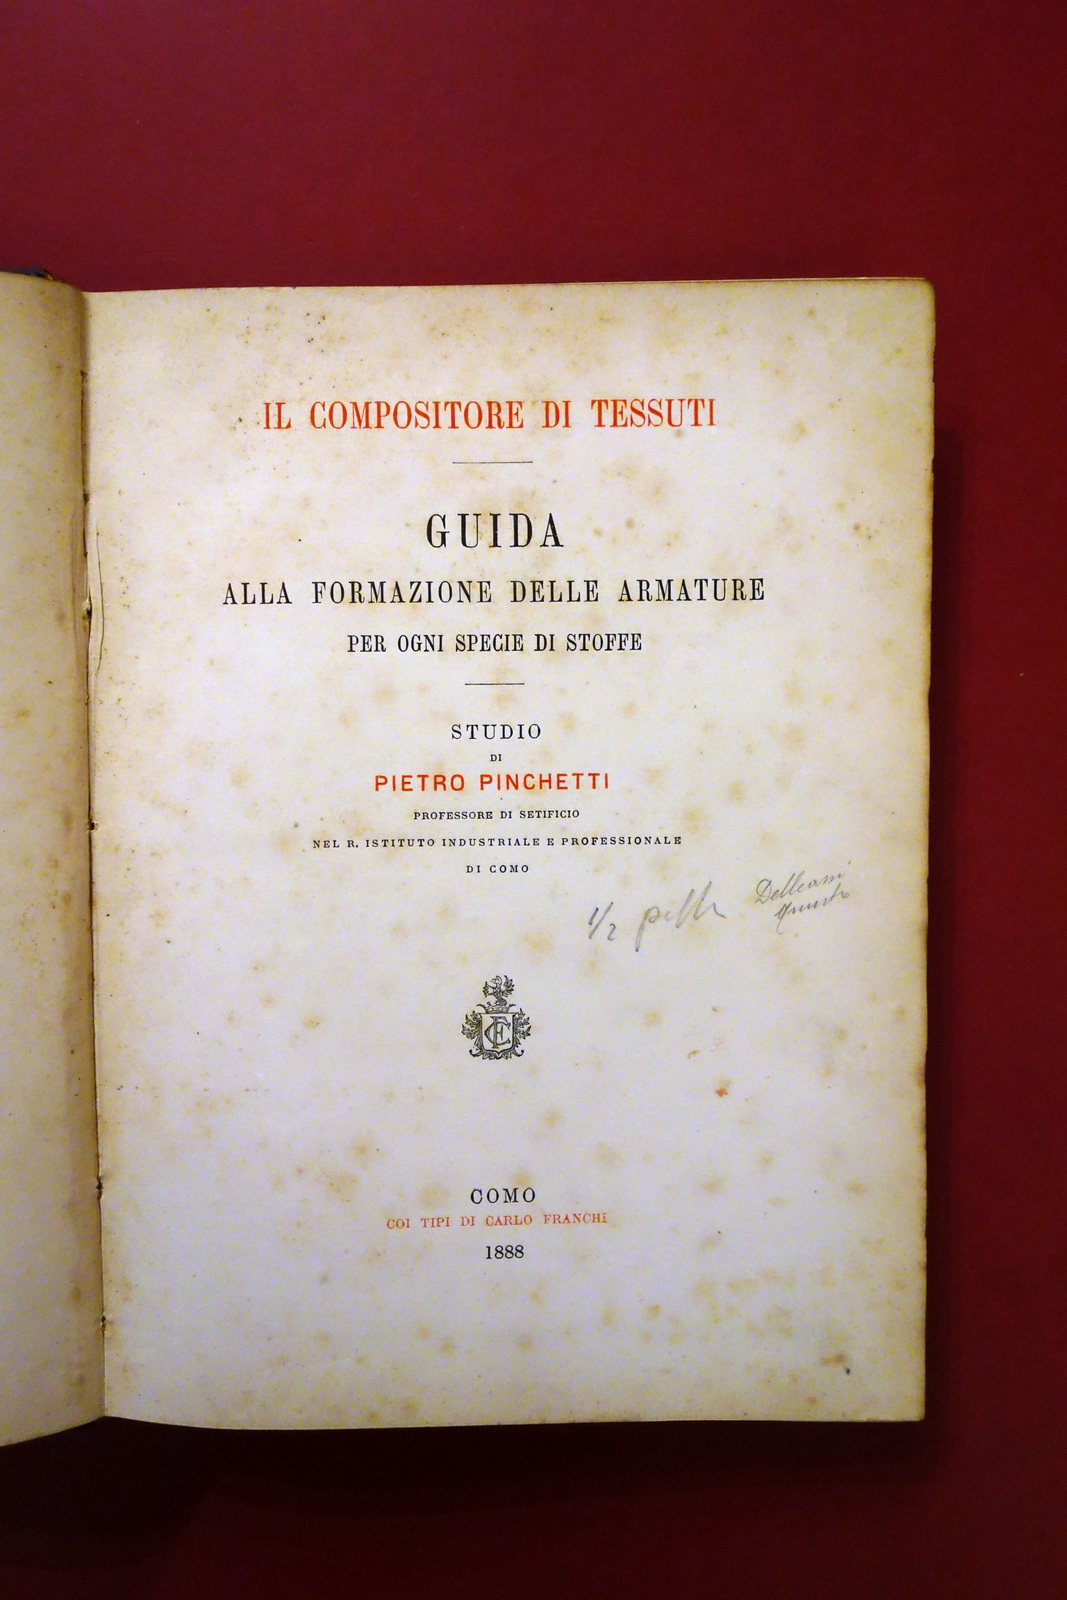 IL COMPOSITORE DI TESSUTI
GUIDA
ALLA FORMAZIONE DELLE ARMATURE
PER OGNI SPECIE DI STOFFE
STUDIO
DI
PIETRO PINCHETTI
PROFESSORE DI SETIFICIO
NEL R. ISTITUTO INDUSTRIALE E PROFESSIONALE
DI COMO
1/2
COMO
COI TIPI DI CARLO FRANCHI
1888